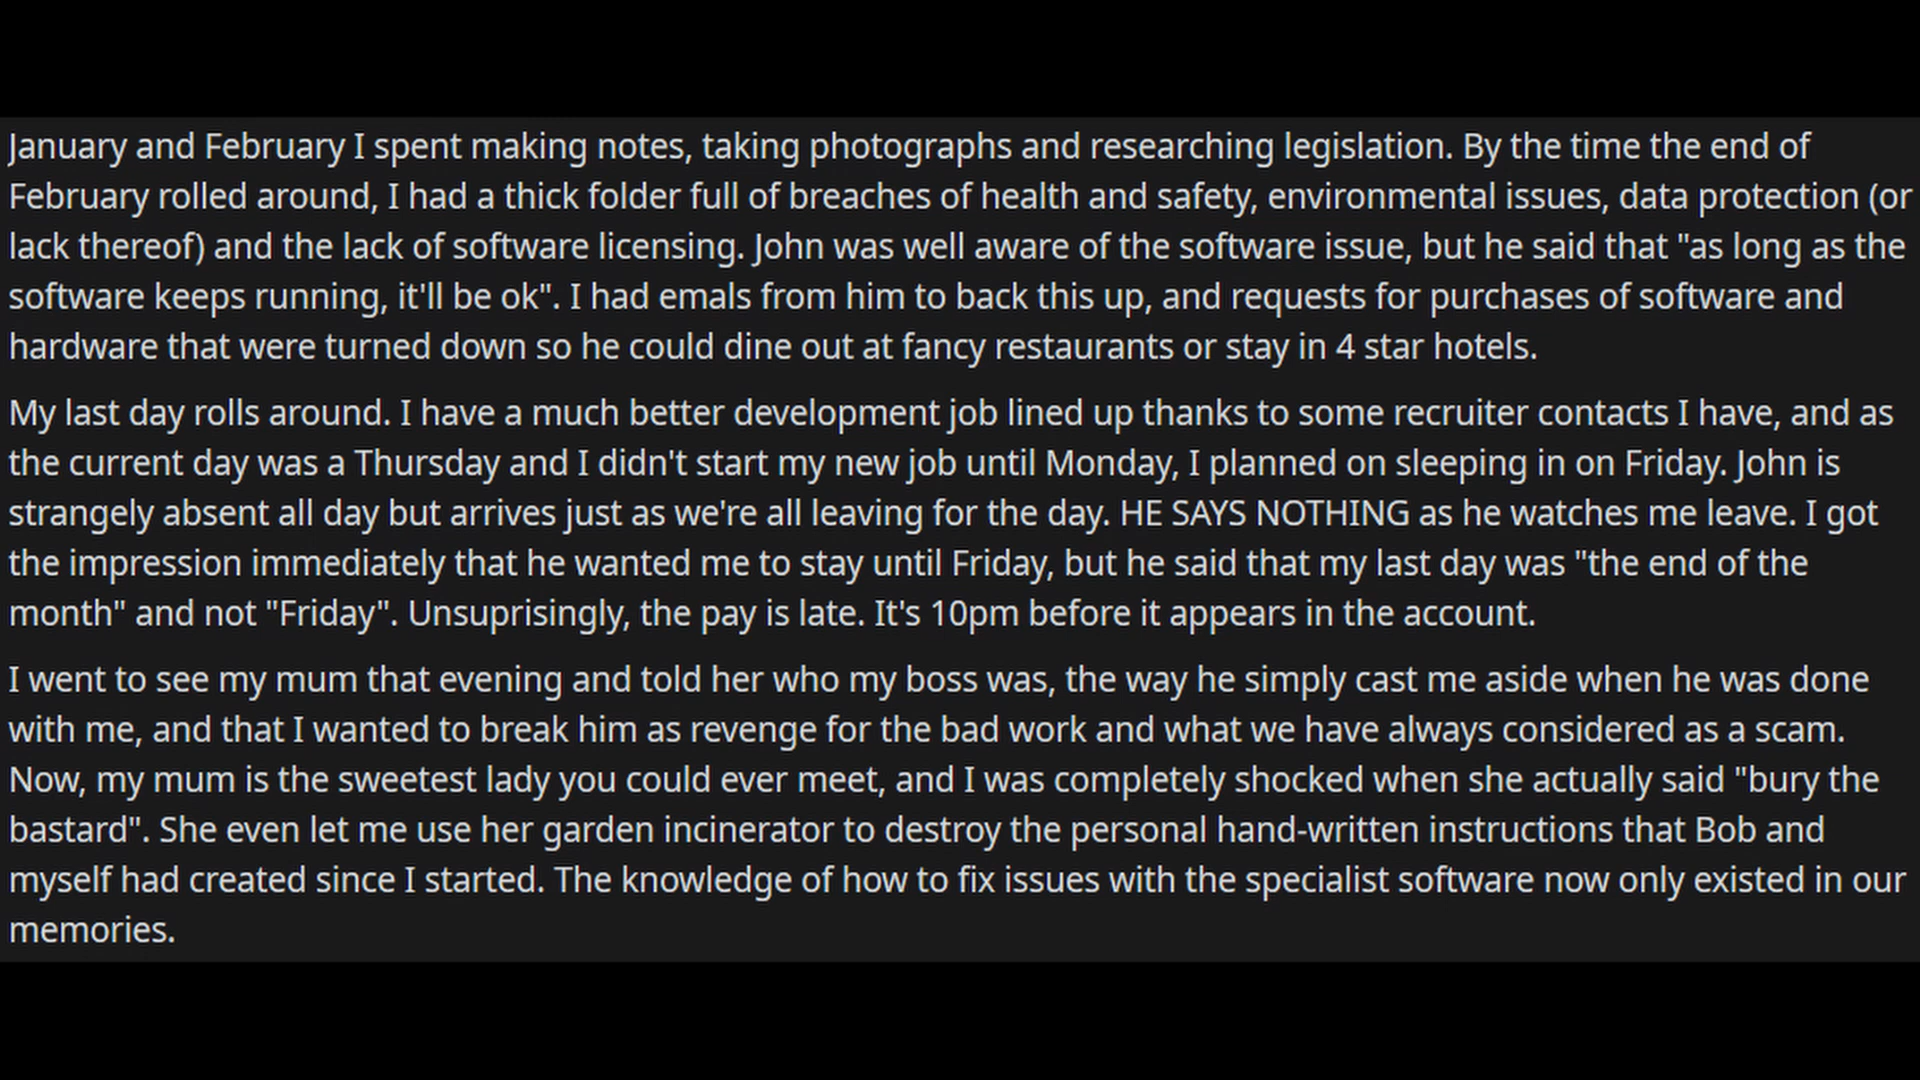 January and February I spent making notes, taking photographs and researching legislation. By the time the end of
February rolled around, I had a thick folder full of breaches of health and safety, environmental issues, data protection (or
lack thereof) and the lack of software licensing. John was well aware of the software issue, but he said that "as long as the
software keeps running, it'll be ok". I had emals from him to back this up, and requests for purchases of software and
hardware that were turned down so he could dine out at fancy restaurants or stay in 4 star hotels.
My last day rolls around. I have a much better development job lined up thanks to some recruiter contacts I have, and as
the current day was a Thursday and I didn't start my new job until Monday, I planned on sleeping in on Friday. John is
strangely absent all day but arrives just as we're all leaving for the day. HE SAYS NOTHING as he watches me leave. I got
the impression immediately that he wanted me to stay until Friday, but he said that my last day was "the end of the
month" and not "Friday". Unsuprisingly, the pay is late. It's 10pm before it appears in the account.
I went to see my mum that evening and told her who my boss was, the way he simply cast me aside when he was done
with me, and that I wanted to break him as revenge for the bad work and what we have always considered as a scam.
Now, my mum is the sweetest lady you could ever meet, and I was completely shocked when she actually said "bury the
bastard". She even let me use her garden incinerator to destroy the personal hand-written instructions that Bob and
myself had created since I started. The knowledge of how to fix issues with the specialist software now only existed in our
memories.